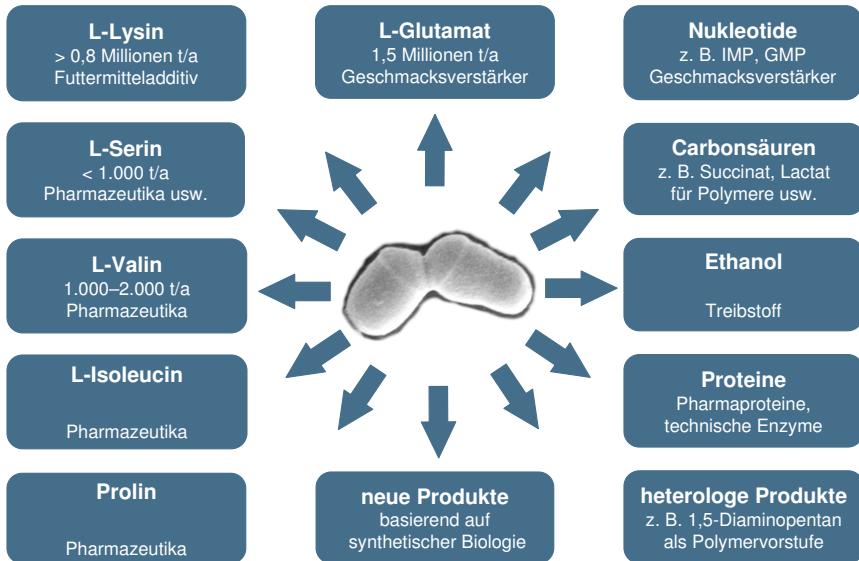 L-Lysin
> 0,8 Millionen t/a
Futtermitteladditiv
L-Glutamat
1,5 Millionen t/a
Geschmacksverstärker
Nukleotide
z. B. IMP, GMP
Geschmacksverstärker
L-Serin
< 1.000 t/a
Pharmazeutika usw.
Carbonsäuren
z. B. Succinat, Lactat
für Polymere usw.
L-Valin
1.000–2.000 t/a
Pharmazeutika
Ethanol
Treibstoff
L-Isoleucin
Pharmazeutika
Proteine
Pharmaproteine,
technische Enzyme
Prolin
Pharmazeutika
neue Produkte
basierend auf
synthetischer Biologie
heterologe Produkte
z. B. 1,5-Diaminopentan
als Polymervorstufe